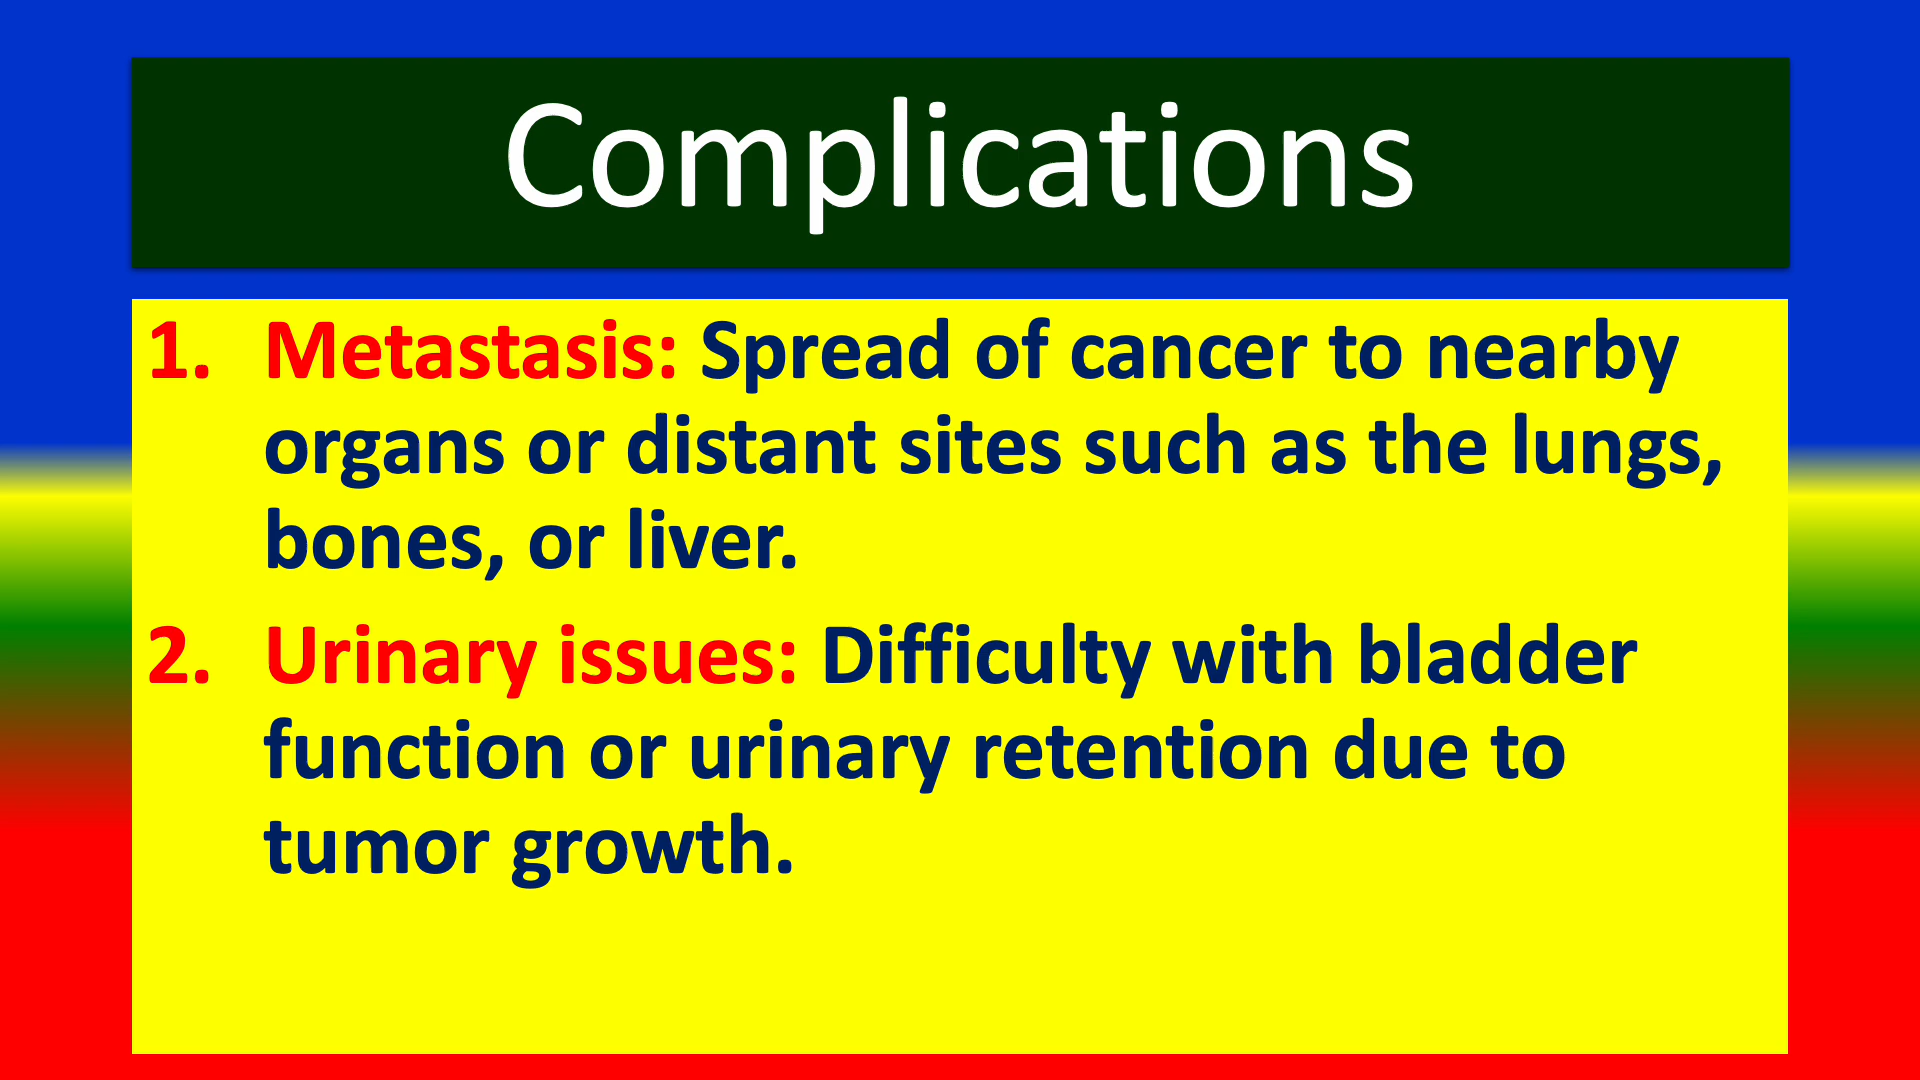 Complications
1. Metastasis: Spread of cancer to nearby
organs or distant sites such as the lungs,
bones, or liver.
2. Urinary issues: Difficulty with bladder
function or urinary retention due to
tumor growth.